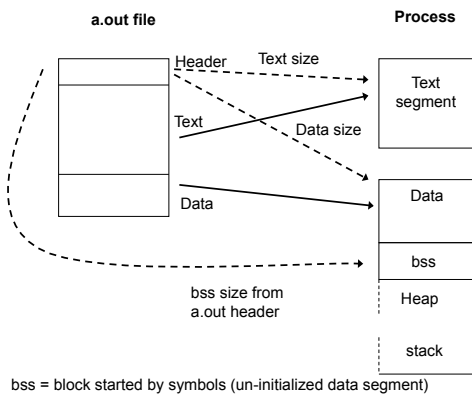 a.out file
Process
Header
Text size
Text
segment
Text
Data size
Data
Data
bss
bss size from
a.out header
Heap
stack
bss = block started by symbols (un-initialized data segment)